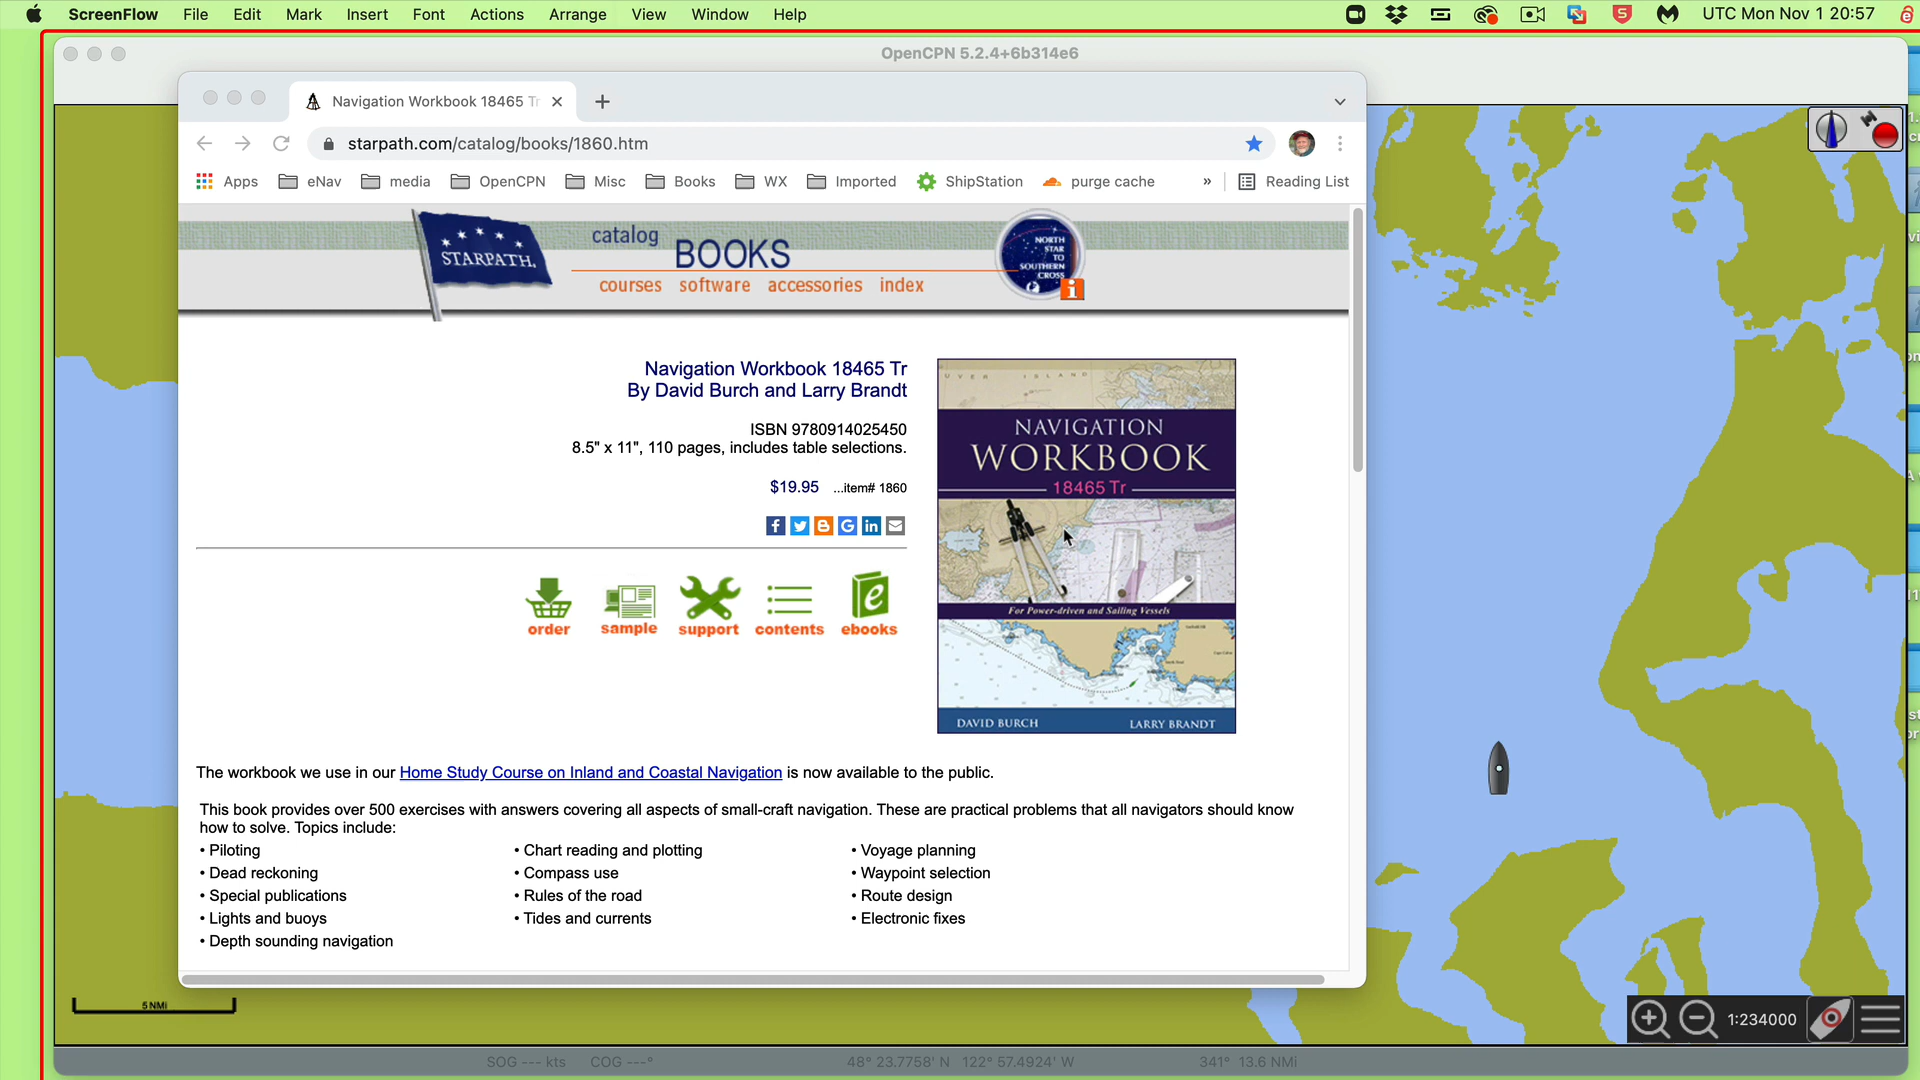 ScreenFlow File Edit Mark Insert Font Actions Arrange View Window Help UTC Mon Nov 1 20:57
OpenCPN 5.2.4+6b314e6
Navigation Workbook 18465 Tr
starpath.com/catalog/books/1860.htm
Apps eNav media OpenCPN Misc Books WX Imported ShipStation purge cache » Reading List
STARPATH.
catalog BOOKS
courses software accessories index
NORTH
STAR
TO
SOUTHERN
CROSS
i
Navigation Workbook 18465 Tr
By David Burch and Larry Brandt
ISBN 9780914025450
8.5" x 11", 110 pages, includes table selections.
$19.95 ...item# 1860
order sample support contents ebooks
NAVIGATION
WORKBOOK
18465 Tr
For Power-driven and Sailing Vessels
DAVID BURCH LARRY BRANDT
The workbook we use in our Home Study Course on Inland and Coastal Navigation is now available to the public.
This book provides over 500 exercises with answers covering all aspects of small-craft navigation. These are practical problems that all navigators should know
how to solve. Topics include:
• Piloting • Chart reading and plotting • Voyage planning
• Dead reckoning • Compass use • Waypoint selection
• Special publications • Rules of the road • Route design
• Lights and buoys • Tides and currents • Electronic fixes
• Depth sounding navigation
5 NMi
1:234000
SOG --- kts COG ---° 48° 23.7758' N 122° 57.4924' W 341° 13.6 NMi